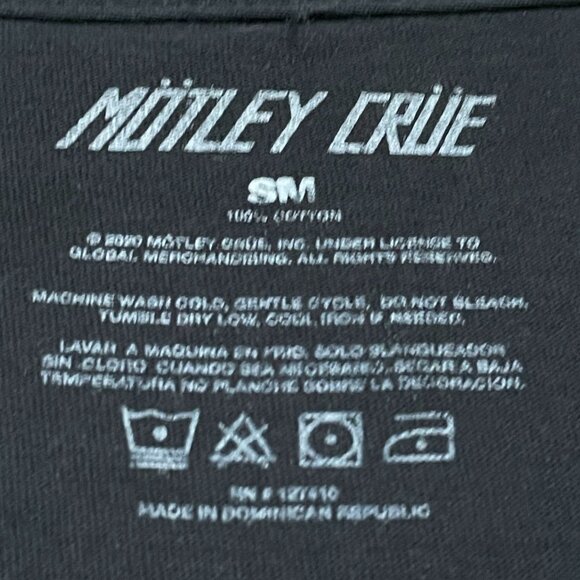 MÖTLEY CRÜE
SM
100% COTTON
© 2020 MÖTLEY CRÜE, INC. UNDER LICENSE TO
GLOBAL MERCHANDISING. ALL RIGHTS RESERVED.
MACHINE WASH COLD, GENTLE CYCLE, DO NOT BLEACH,
TUMBLE DRY LOW, COOL IRON IF NEEDED.
LAVAR A MAQUINA EN FRIO, SOLO BLANQUEADOR
SIN CLORO CUANDO SEA NECESARIO, SECAR A BAJA
TEMPERATURA NO PLANCHE SOBRE LA DECORACION.
RN # 127410
MADE IN DOMINICAN REPUBLIC